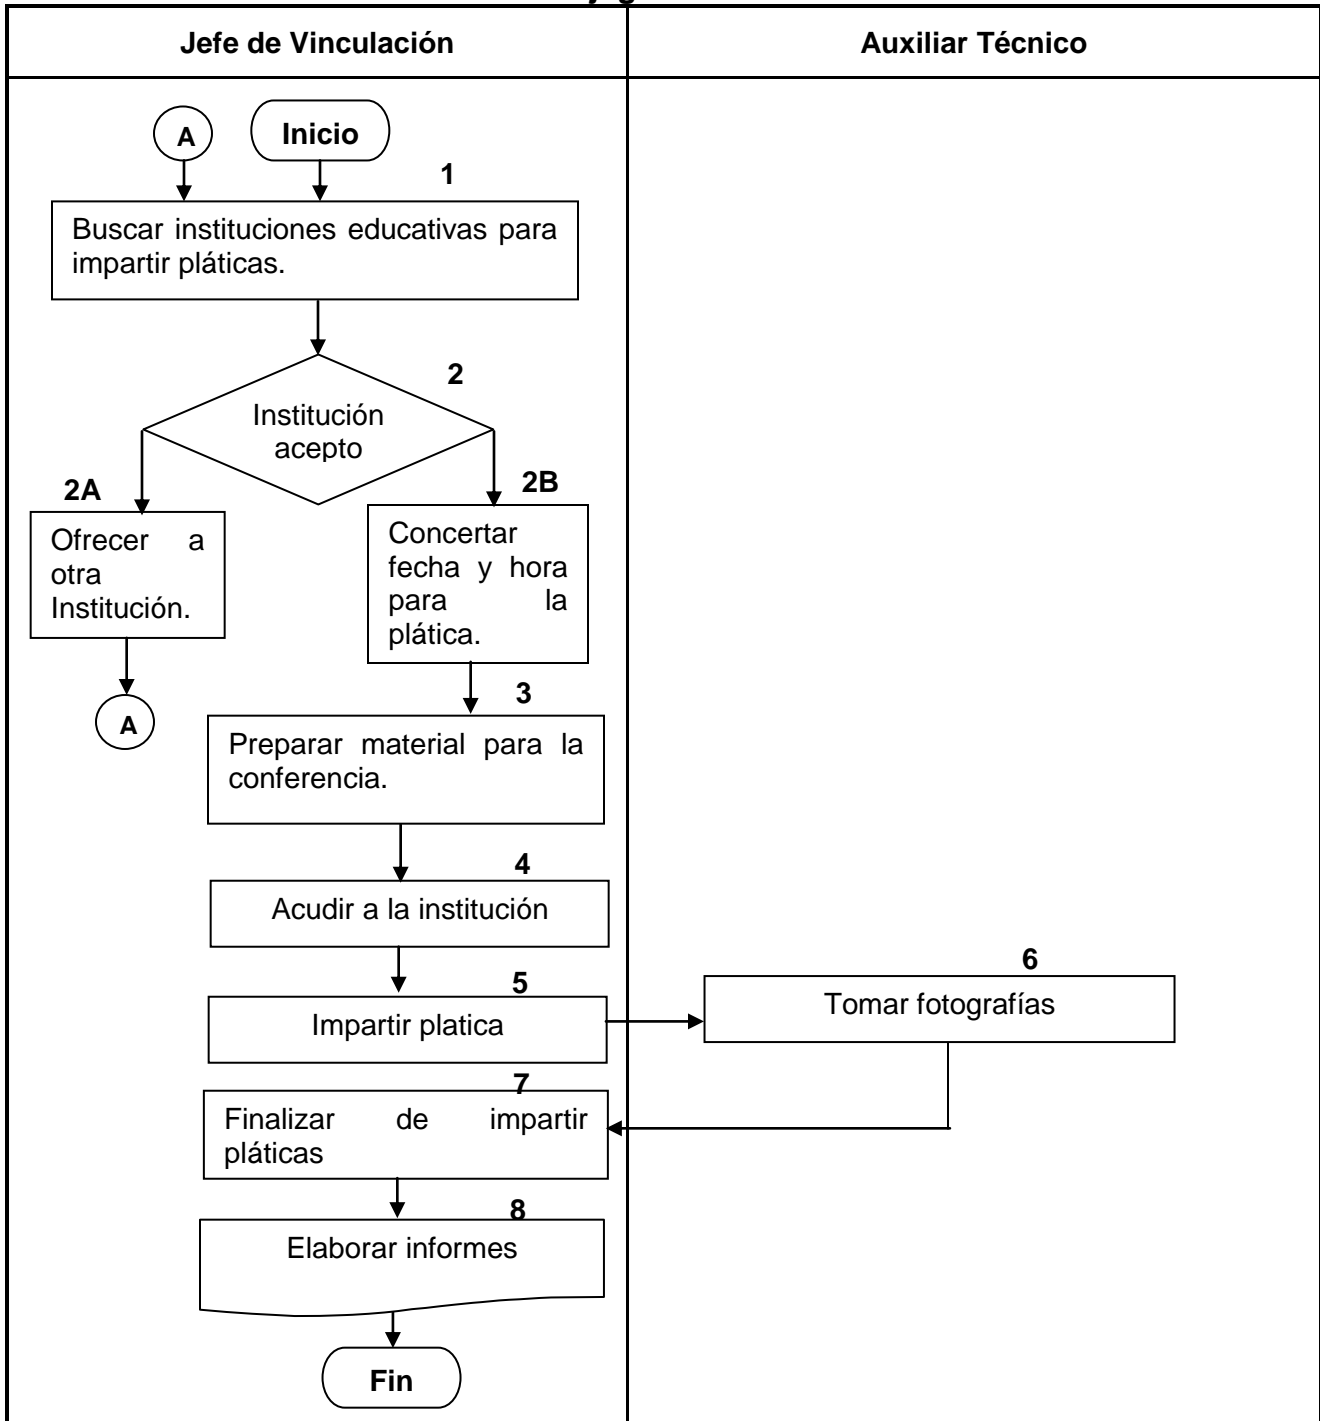 Jefe de Vinculación
Auxiliar Técnico
A
Inicio
1
Buscar instituciones educativas para
impartir pláticas.
2
Institución
acepto
2A
2B
Ofrecer a
otra
Institución.
Concertar
fecha y hora
para la
plática.
A
3
Preparar material para la
conferencia.
4
Acudir a la institución
5
Impartir platica
6
Tomar fotografías
7
Finalizar de impartir
pláticas
8
Elaborar informes
Fin